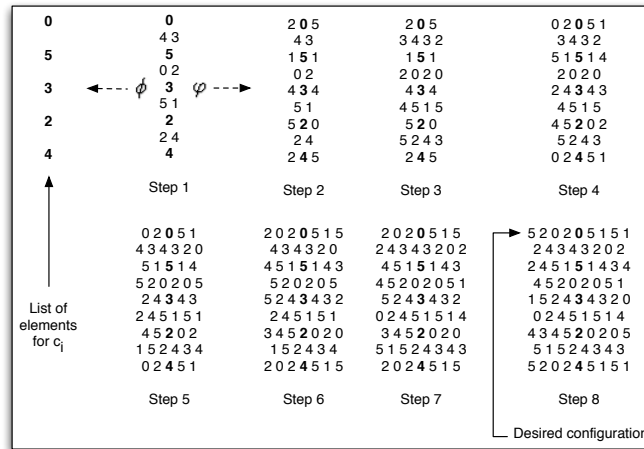 0
5
3
2
4
List of
elements
for c_i
0
4 3
5
0 2
ϕ 3 φ
5 1
2
2 4
4
Step 1
2 0 5
4 3
1 5 1
0 2
4 3 4
5 1
5 2 0
2 4
2 4 5
Step 2
2 0 5
3 4 3 2
1 5 1
2 0 2 0
4 3 4
4 5 1 5
5 2 0
5 2 4 3
2 4 5
Step 3
0 2 0 5 1
3 4 3 2
5 1 5 1 4
2 0 2 0
2 4 3 4 3
4 5 1 5
4 5 2 0 2
5 2 4 3
0 2 4 5 1
Step 4
0 2 0 5 1
4 3 4 3 2 0
5 1 5 1 4
5 2 0 2 0 5
2 4 3 4 3
2 4 5 1 5 1
4 5 2 0 2
1 5 2 4 3 4
0 2 4 5 1
Step 5
2 0 2 0 5 1 5
4 3 4 3 2 0
4 5 1 5 1 4 3
5 2 0 2 0 5
5 2 4 3 4 3 2
2 4 5 1 5 1
3 4 5 2 0 2 0
1 5 2 4 3 4
2 0 2 4 5 1 5
Step 6
2 0 2 0 5 1 5
2 4 3 4 3 2 0 2
4 5 1 5 1 4 3
4 5 2 0 2 0 5 1
5 2 4 3 4 3 2
0 2 4 5 1 5 1 4
3 4 5 2 0 2 0
5 1 5 2 4 3 4 3
2 0 2 4 5 1 5
Step 7
5 2 0 2 0 5 1 5 1
2 4 3 4 3 2 0 2
2 4 5 1 5 1 4 3 4
4 5 2 0 2 0 5 1
1 5 2 4 3 4 3 2 0
0 2 4 5 1 5 1 4
4 3 4 5 2 0 2 0 5
5 1 5 2 4 3 4 3
5 2 0 2 4 5 1 5 1
Step 8
Desired configuration